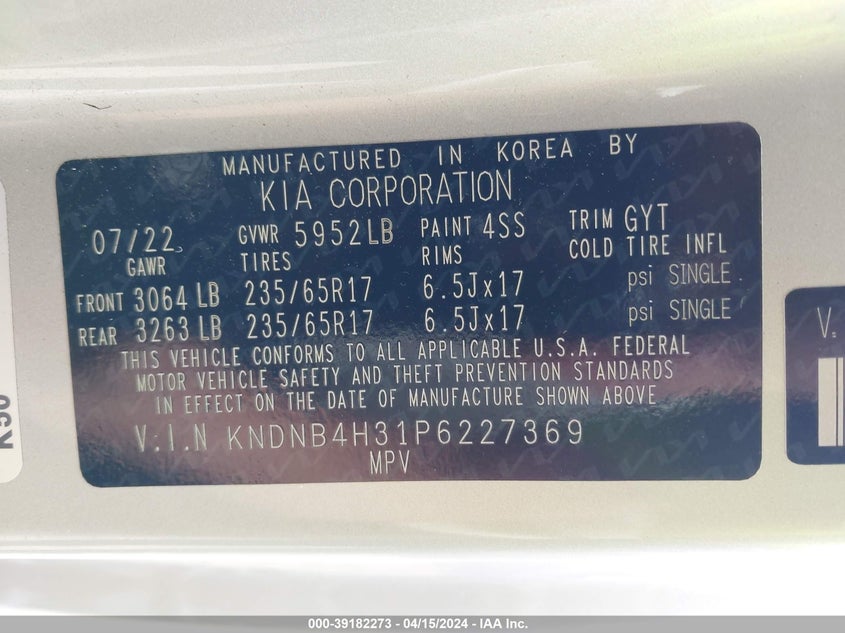 MANUFACTURED IN KOREA BY
KIA CORPORATION
07/22 GVWR 5952LB PAINT 4SS TRIM GYT
GAWR TIRES RIMS COLD TIRE INFL
FRONT 3064 LB 235/65R17 6.5Jx17 psi SINGLE
REAR 3263 LB 235/65R17 6.5Jx17 psi SINGLE
THIS VEHICLE CONFORMS TO ALL APPLICABLE U.S.A. FEDERAL
MOTOR VEHICLE SAFETY AND THEFT PREVENTION STANDARDS
IN EFFECT ON THE DATE OF MANUFACTURE SHOWN ABOVE
V:I.N KNDNB4H31P6227369
MPV
V.
000-39182273 - 04/15/2024 - IAA Inc.